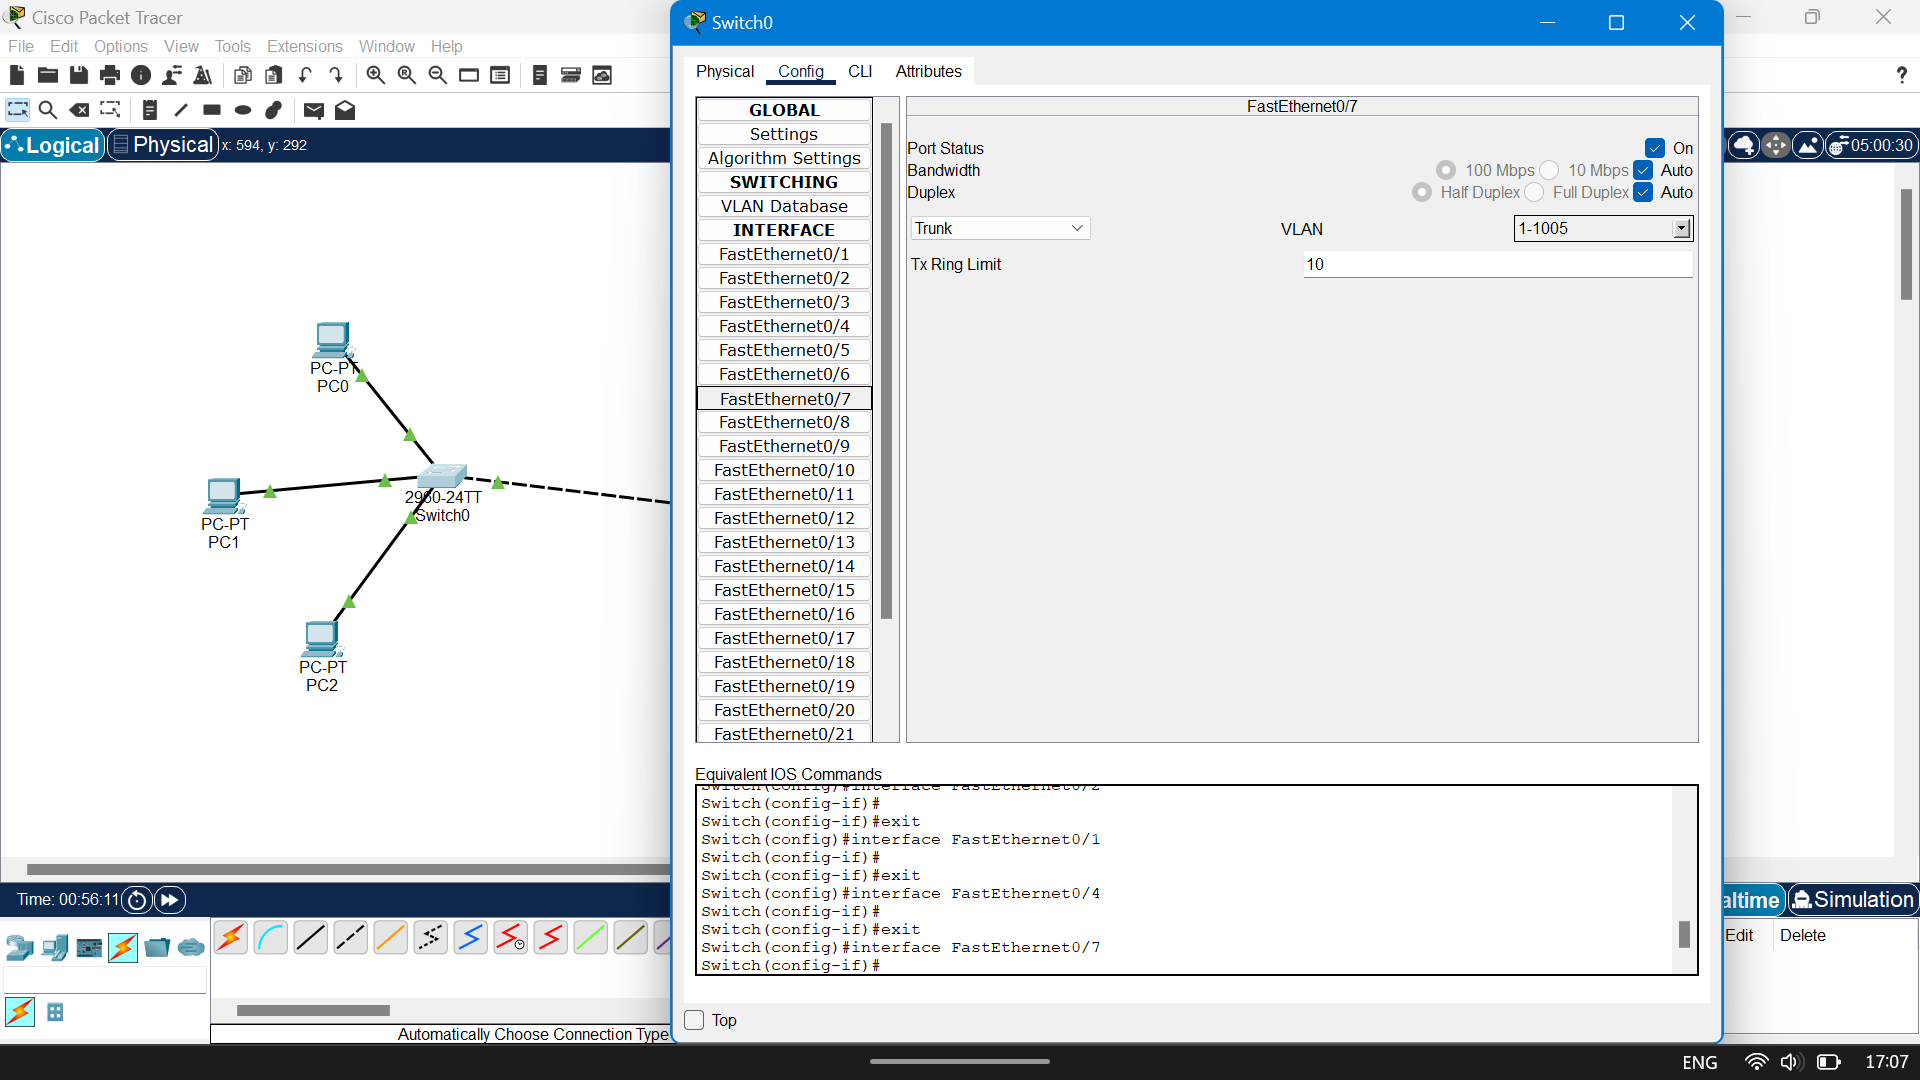 Cisco Packet Tracer
File Edit Options View Tools Extensions Window Help
Logical Physical x: 594, y: 292
PC-PT
PC0
PC-PT
PC1
2960-24TT
Switch0
PC-PT
PC2
Time: 00:56:11
Automatically Choose Connection Type
Switch0
Physical Config CLI Attributes
GLOBAL
Settings
Algorithm Settings
SWITCHING
VLAN Database
INTERFACE
FastEthernet0/1
FastEthernet0/2
FastEthernet0/3
FastEthernet0/4
FastEthernet0/5
FastEthernet0/6
FastEthernet0/7
FastEthernet0/8
FastEthernet0/9
FastEthernet0/10
FastEthernet0/11
FastEthernet0/12
FastEthernet0/13
FastEthernet0/14
FastEthernet0/15
FastEthernet0/16
FastEthernet0/17
FastEthernet0/18
FastEthernet0/19
FastEthernet0/20
FastEthernet0/21
FastEthernet0/7
Port Status On
Bandwidth 100 Mbps 10 Mbps Auto
Duplex Half Duplex Full Duplex Auto
Trunk VLAN 1-1005
Tx Ring Limit 10
Equivalent IOS Commands
Switch(config)#interface FastEthernet0/2
Switch(config-if)#
Switch(config-if)#exit
Switch(config)#interface FastEthernet0/1
Switch(config-if)#
Switch(config-if)#exit
Switch(config)#interface FastEthernet0/4
Switch(config-if)#
Switch(config-if)#exit
Switch(config)#interface FastEthernet0/7
Switch(config-if)#
Top
?
05:00:30
altime Simulation
Edit Delete
ENG 17:07